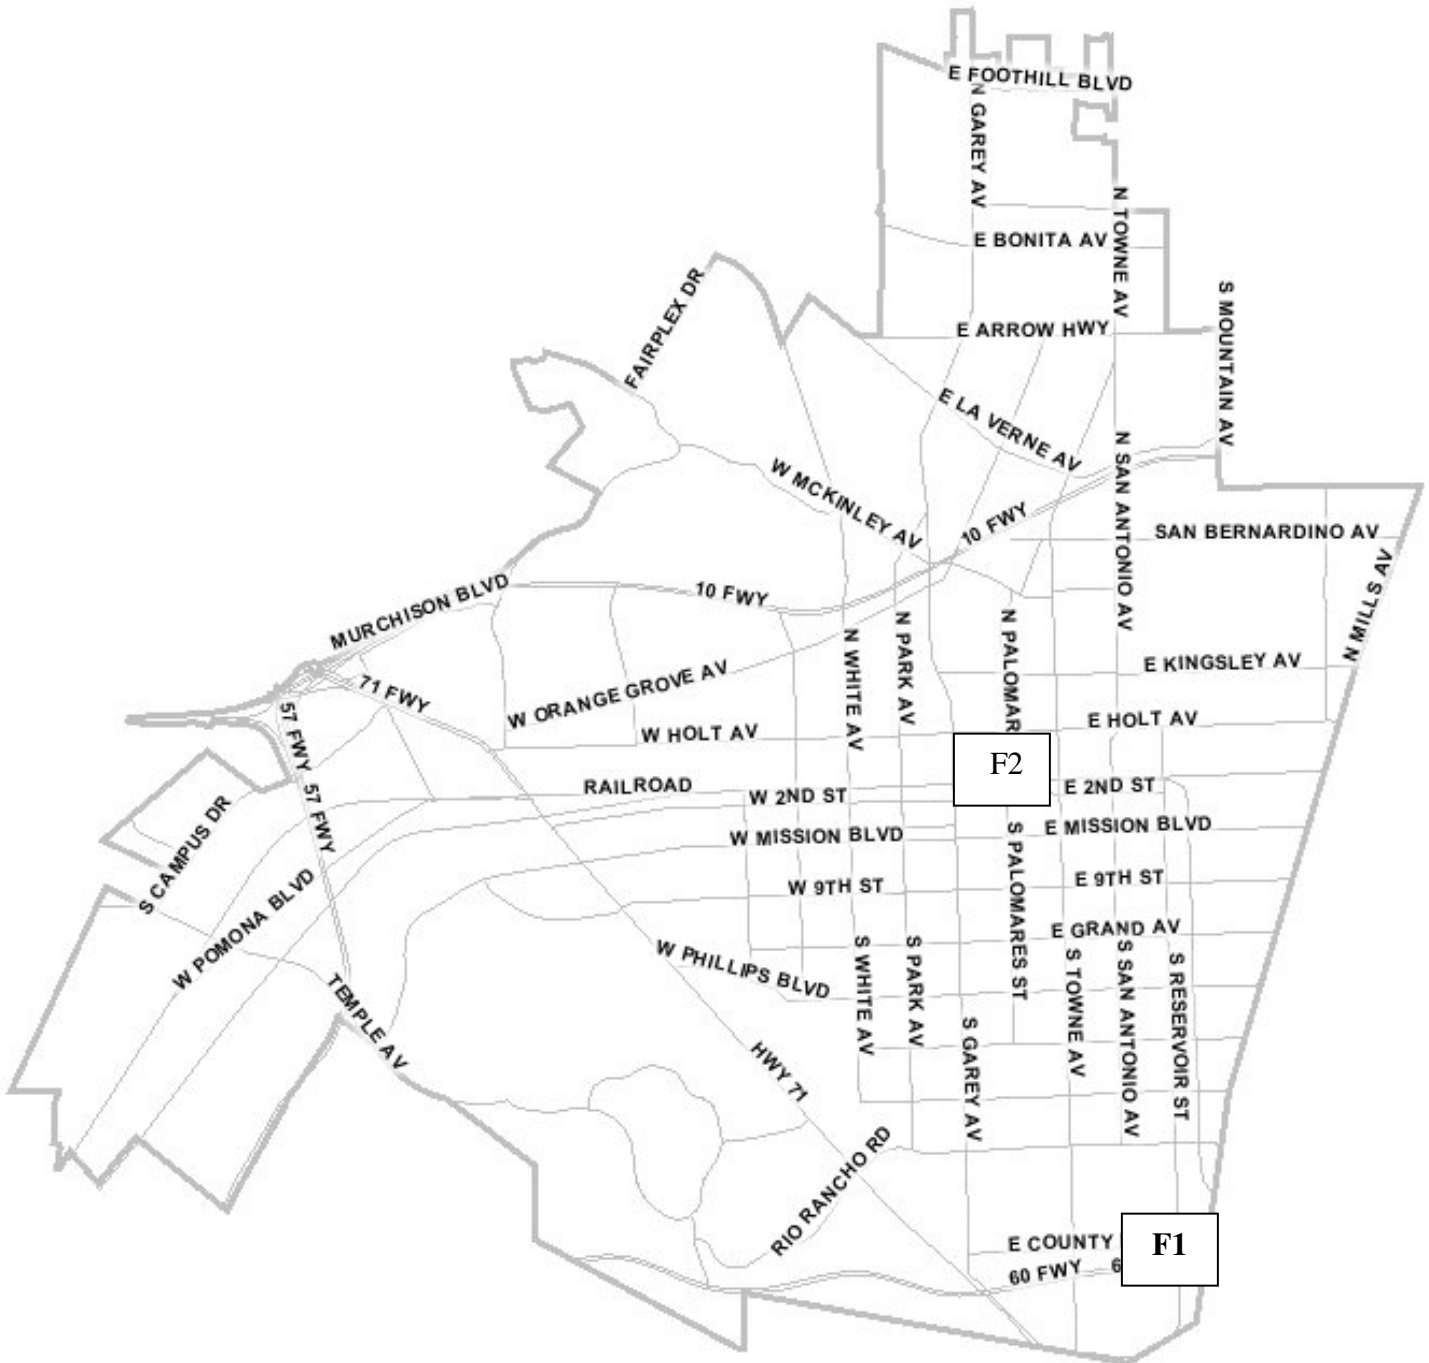 E FOOTHILL BLVD
N GAREY AV
N TOWNE AV
E BONITA AV
S MOUNTAIN AV
FAIRPLEX DR
E ARROW HWY
E LA VERNE AV
N SAN ANTONIO AV
W MCKINLEY AV
10 FWY
SAN BERNARDINO AV
MURCHISON BLVD
10 FWY
N MILLS AV
N WHITE AV
N PARK AV
N PALOMAR
E KINGSLEY AV
71 FWY
W ORANGE GROVE AV
57 FWY
W HOLT AV
E HOLT AV
F2
RAILROAD
W 2ND ST
E 2ND ST
57 FWY
S CAMPUS DR
W MISSION BLVD
E MISSION BLVD
S PALOMARES ST
W POMONA BLVD
W 9TH ST
E 9TH ST
E GRAND AV
W PHILLIPS BLVD
S WHITE AV
S PARK AV
S TOWNE AV
S SAN ANTONIO AV
S RESERVOIR ST
TEMPLE AV
S GAREY AV
HWY 71
RIO RANCHO RD
E COUNTY
F1
60 FWY
6